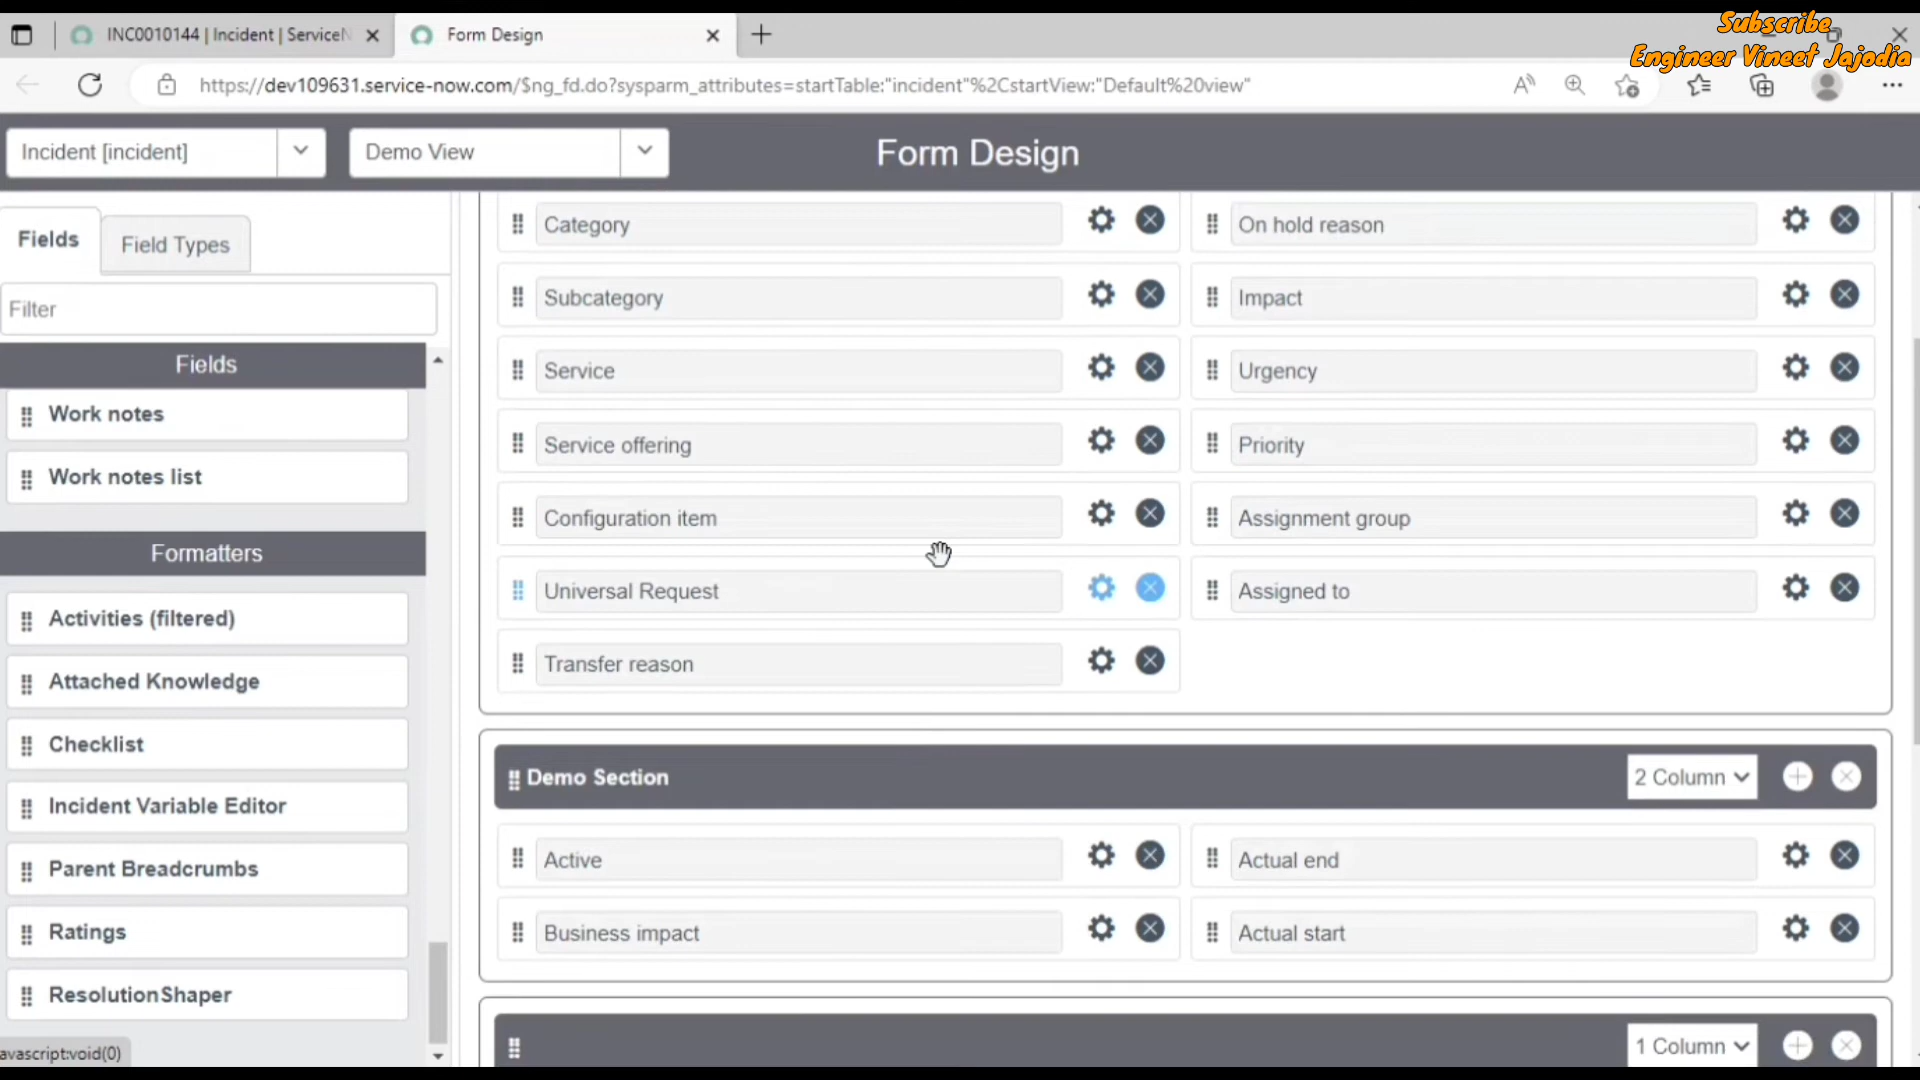 Subscribe
Engineer Vineet Jajodia
INC0010144 | Incident | ServiceN
Form Design
https://dev109631.service-now.com/$ng_fd.do?sysparm_attributes=startTable:"incident"%2CstartView:"Default%20view"
Incident [incident]
Demo View
Form Design
Fields
Field Types
Filter
Fields
Work notes
Work notes list
Formatters
Activities (filtered)
Attached Knowledge
Checklist
Incident Variable Editor
Parent Breadcrumbs
Ratings
ResolutionShaper
avascript:void(0)
Category
On hold reason
Subcategory
Impact
Service
Urgency
Service offering
Priority
Configuration item
Assignment group
Universal Request
Assigned to
Transfer reason
Demo Section
2 Column
Active
Actual end
Business impact
Actual start
1 Column